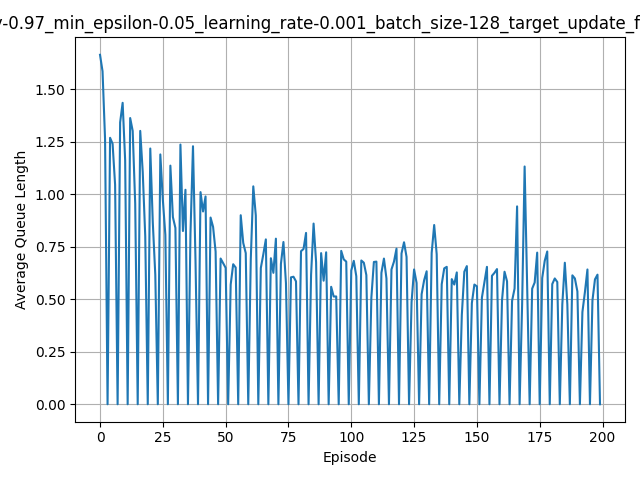 -0.97_min_epsilon-0.05_learning_rate-0.001_batch_size-128_target_update_f
1.50
1.25
1.00
0.75
0.50
0.25
0.00
Average Queue Length
0 25 50 75 100 125 150 175 200
Episode